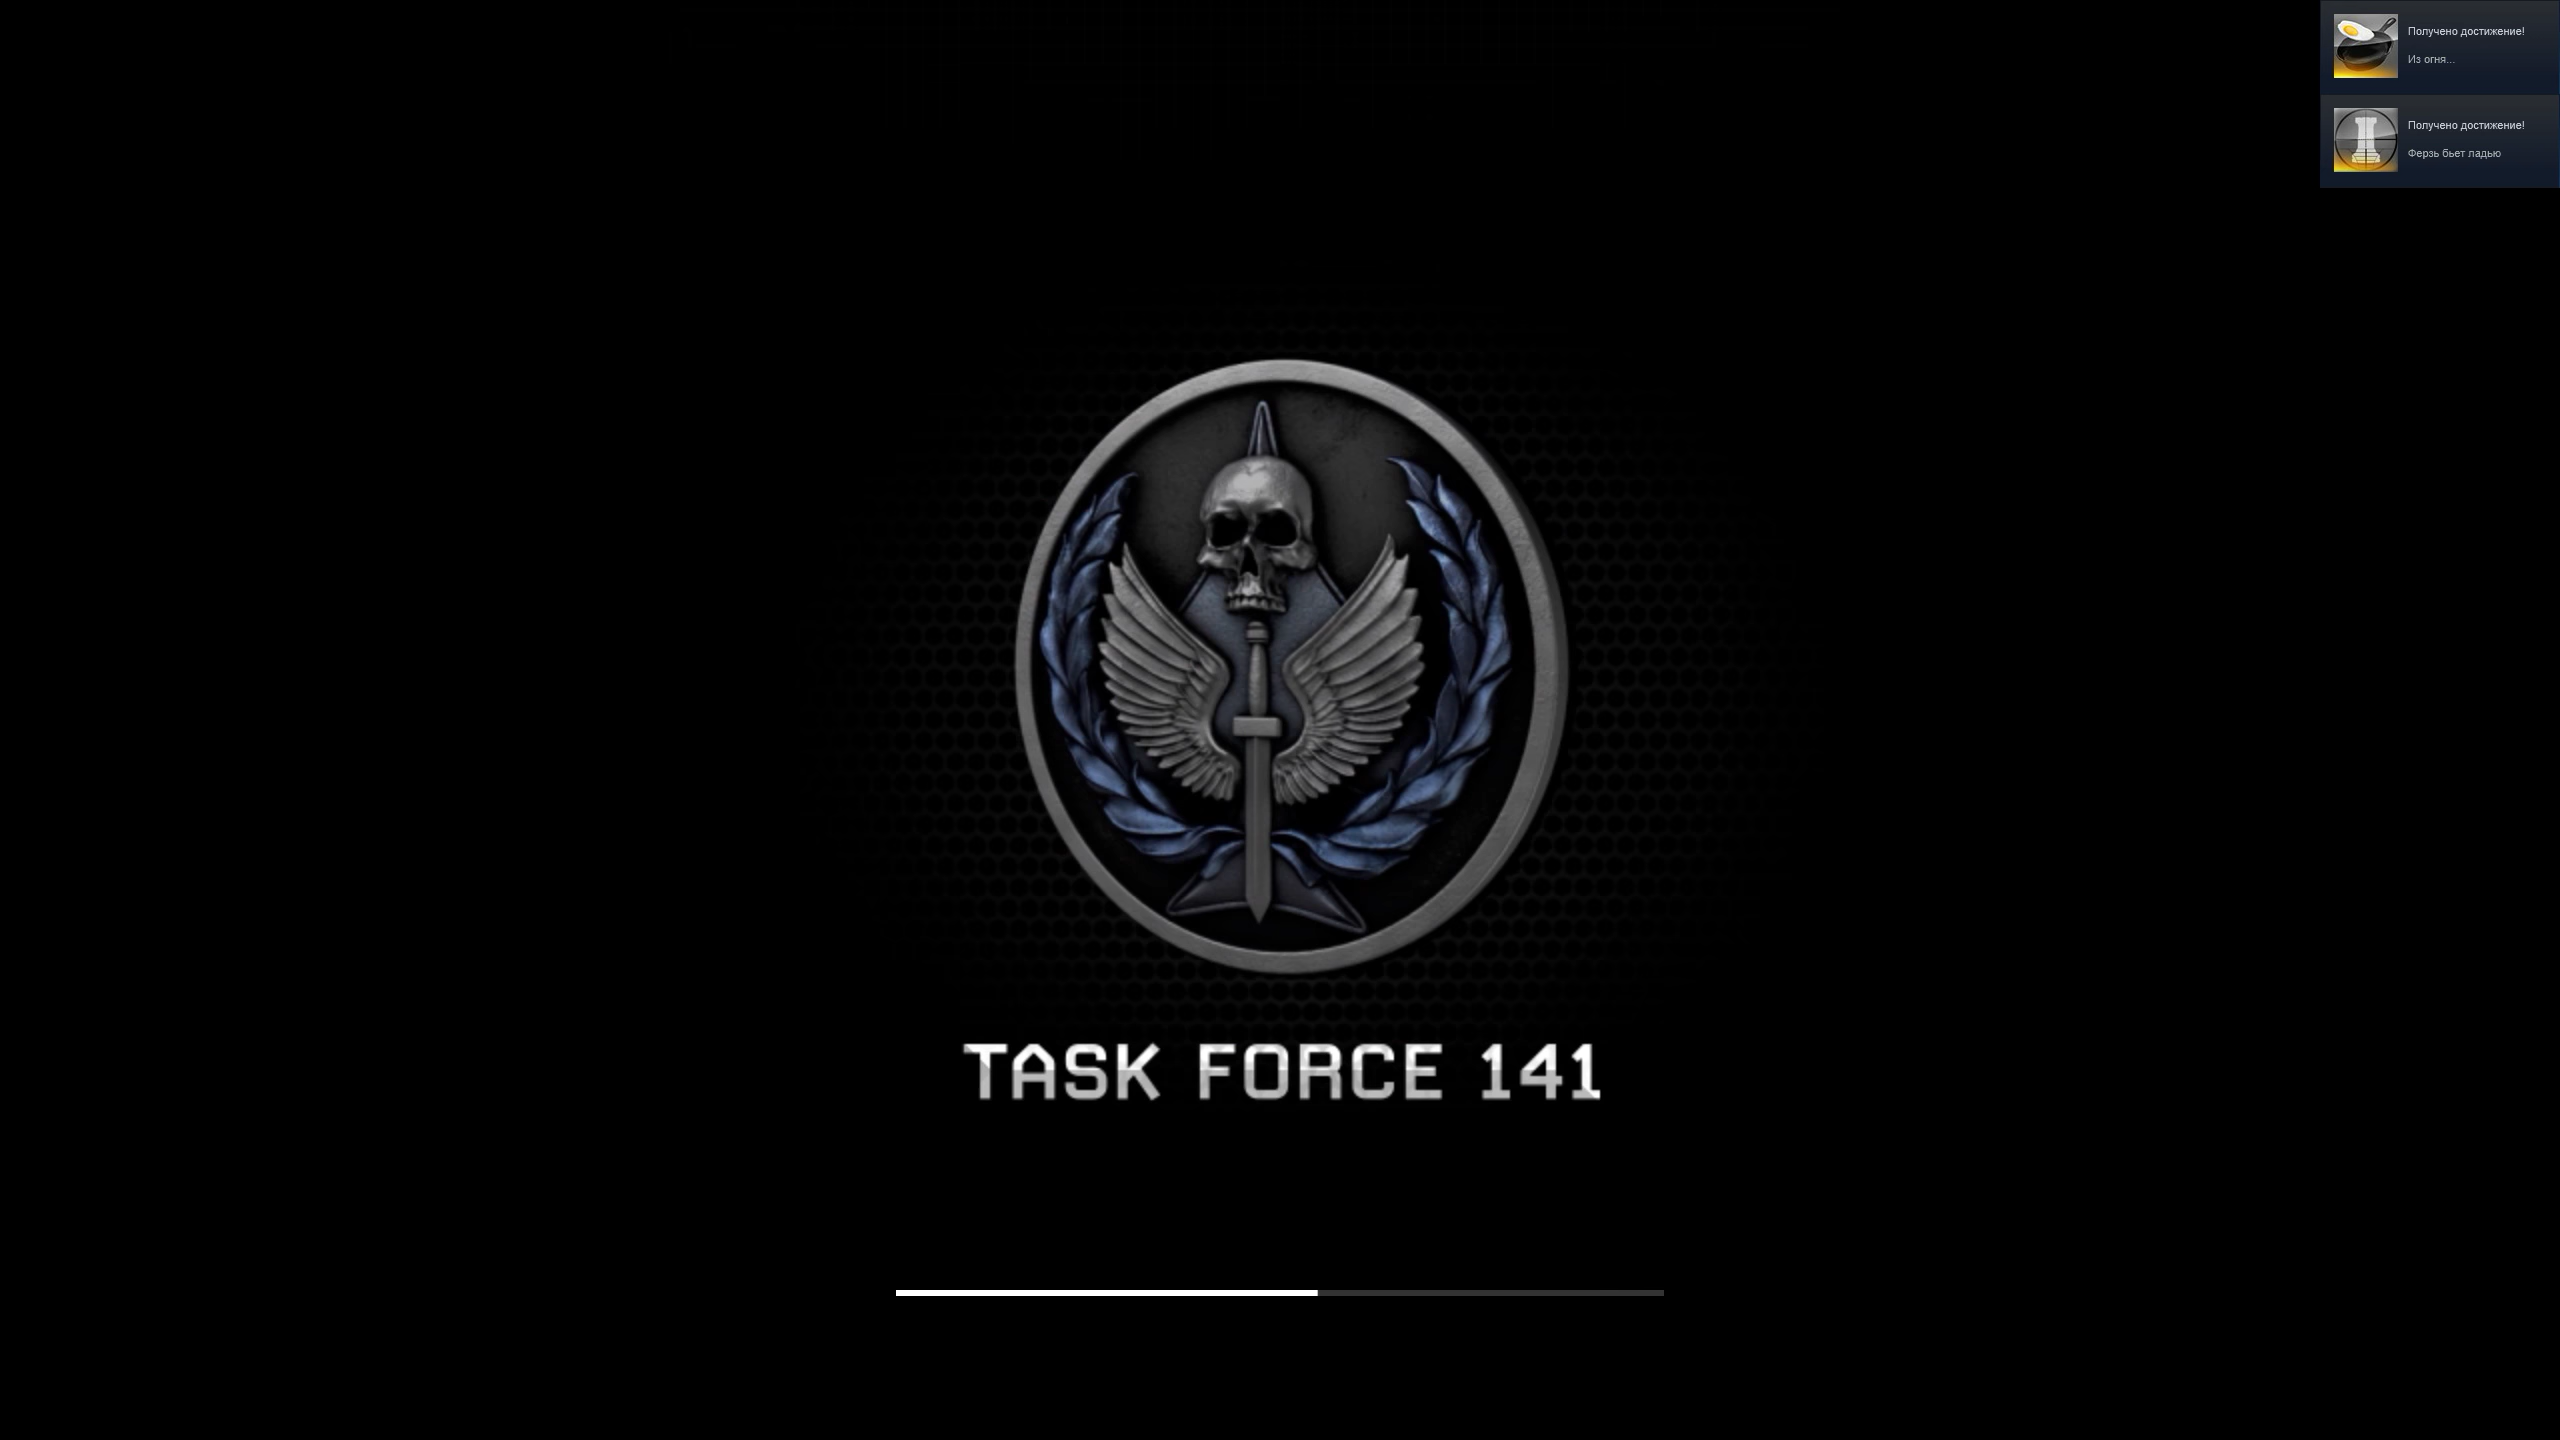 Получено достижение!
Из огня...
Получено достижение!
Ферзь бьет ладью
TASK FORCE 141